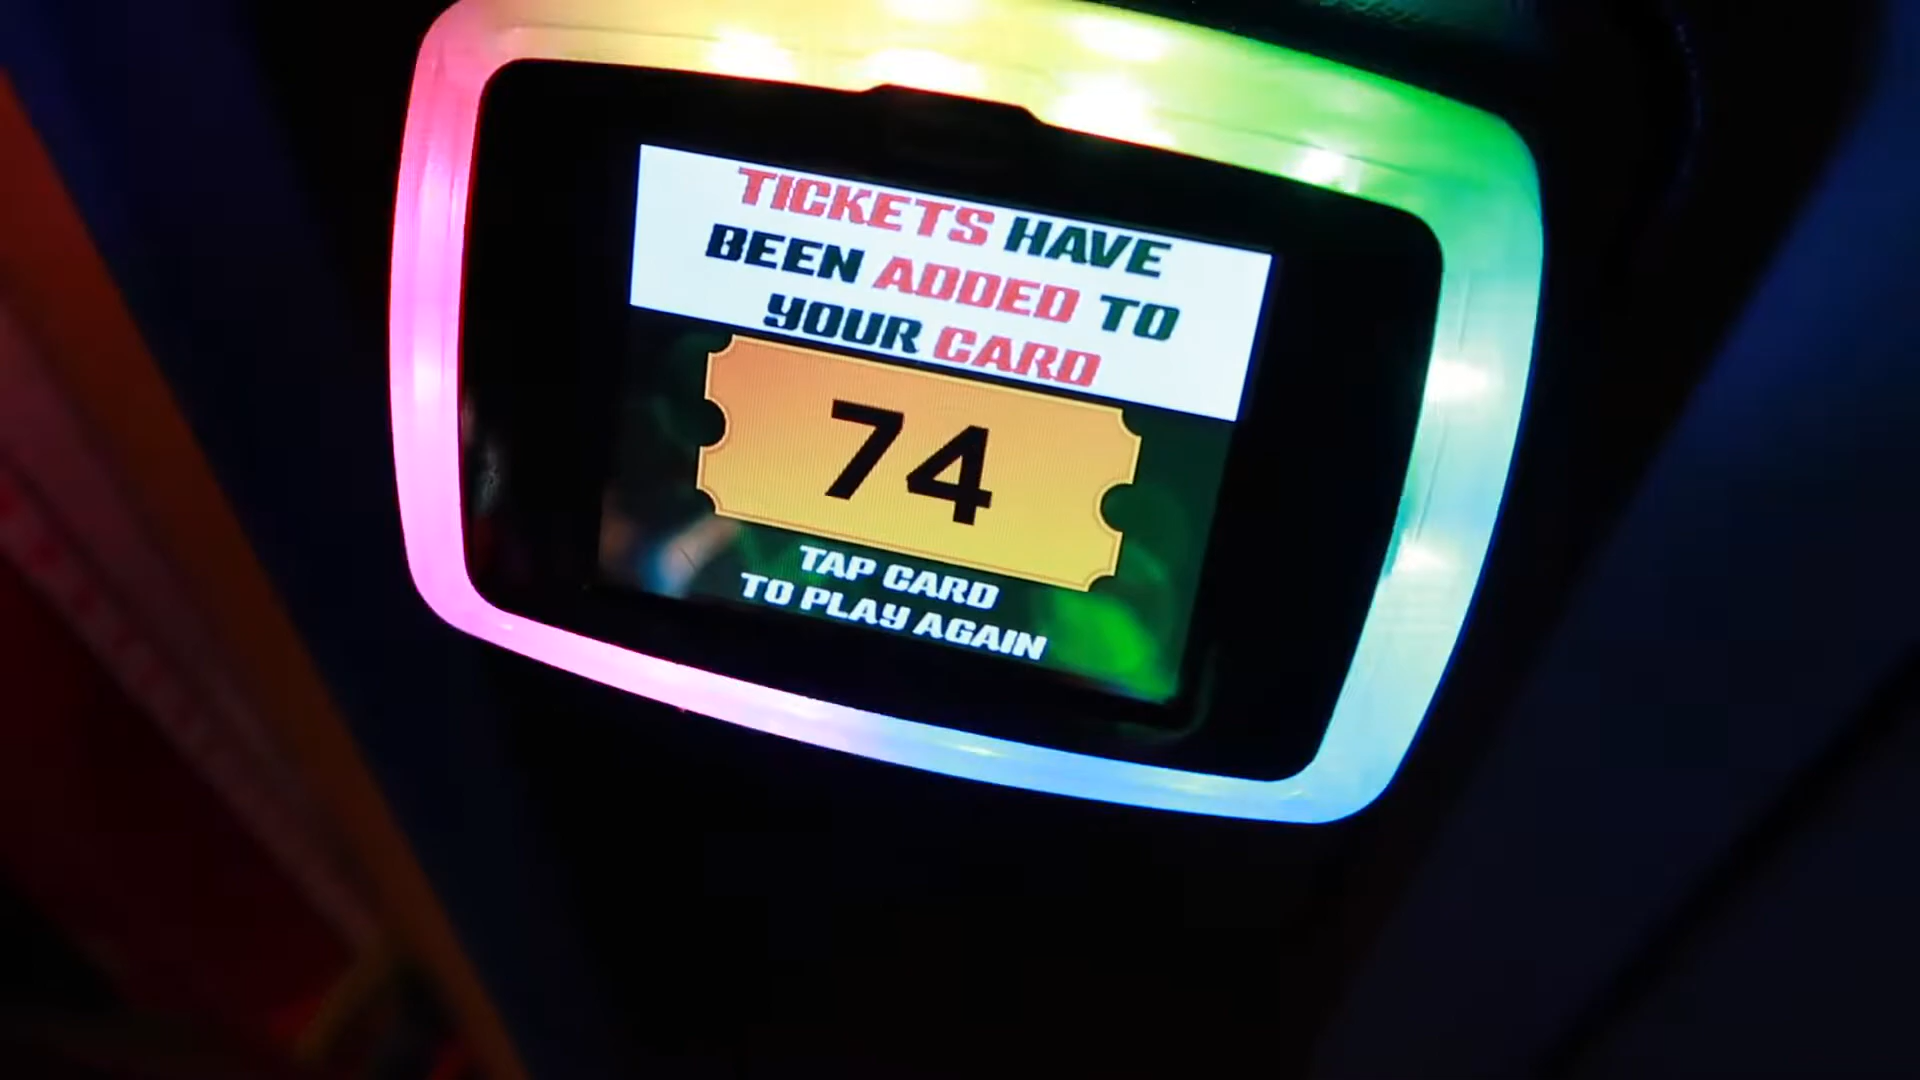 TICKETS HAVE
BEEN ADDED TO
YOUR CARD
74
TAP CARD
TO PLAY AGAIN